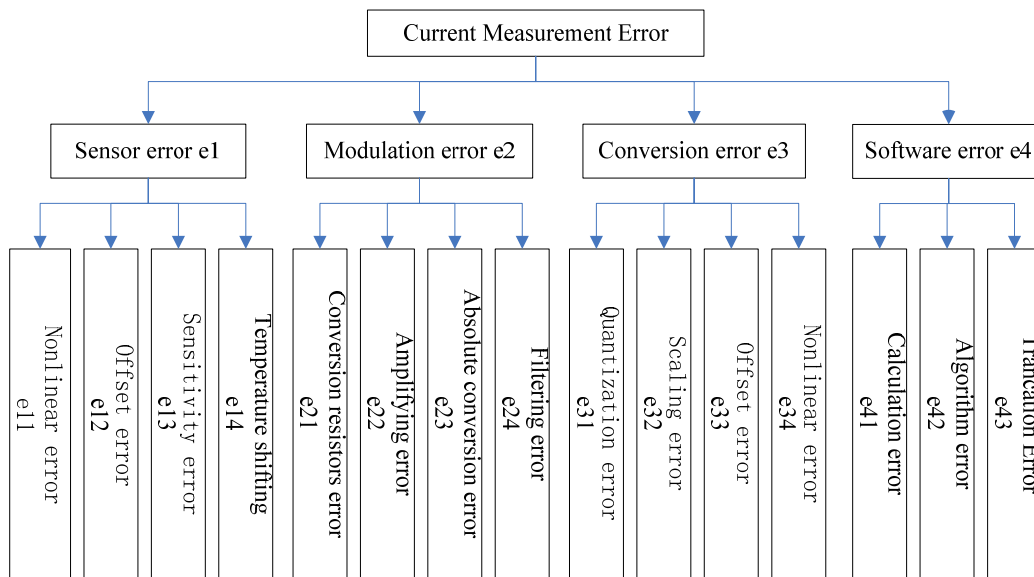 Current Measurement Error
Sensor error e1
Modulation error e2
Conversion error e3
Software error e4
Nonlinear error
e11
Offset error
e12
Sensitivity error
e13
Temperature shifting
e14
Conversion resistors error
e21
Amplifying error
e22
Absolute conversion error
e23
Filtering error
e24
Quantization error
e31
Scaling error
e32
Offset error
e33
Nonlinear error
e34
Calculation error
e41
Algorithm error
e42
Trancation Error
e43